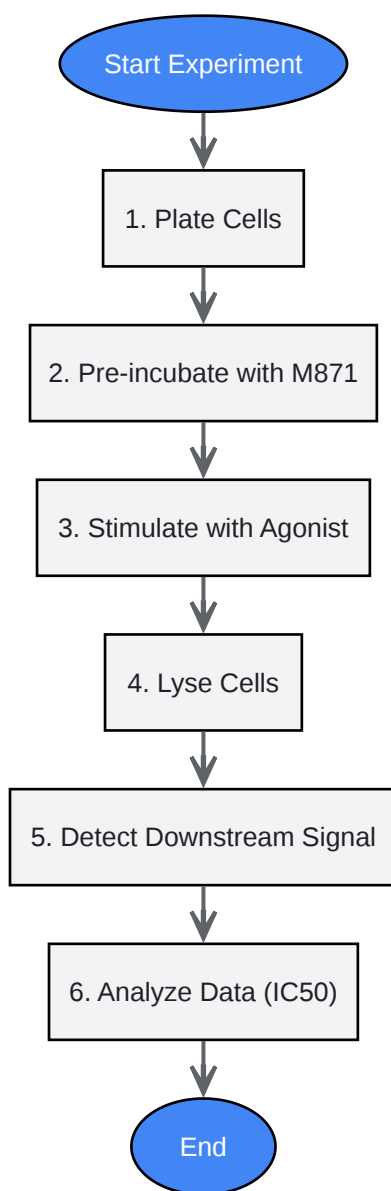 Start Experiment
1. Plate Cells
2. Pre-incubate with M871
3. Stimulate with Agonist
4. Lyse Cells
5. Detect Downstream Signal
6. Analyze Data (IC50)
End